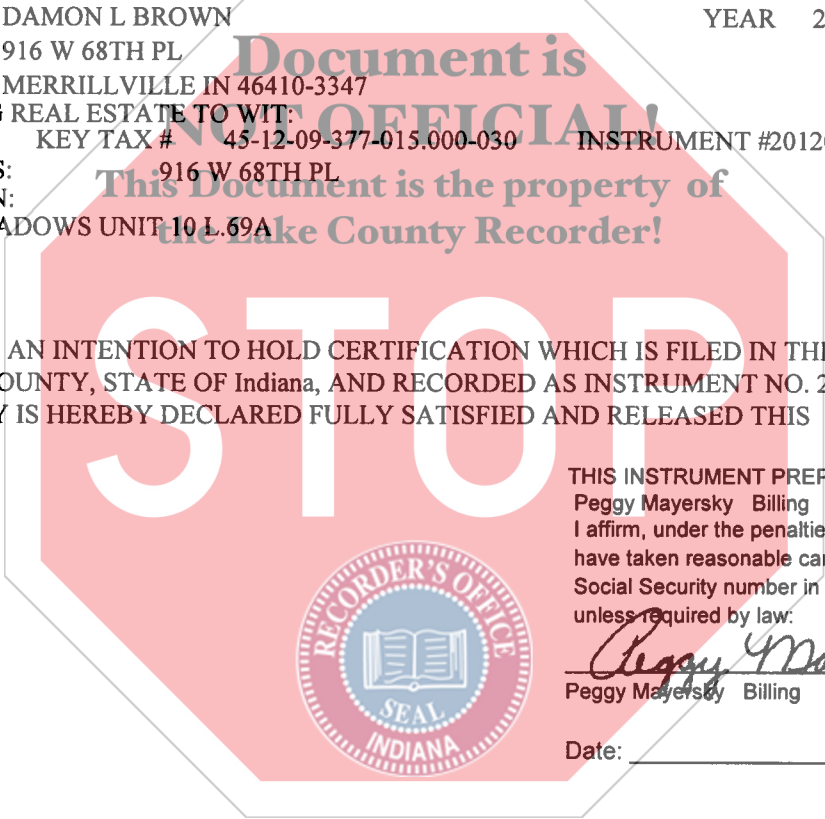 DAMON L BROWN YEAR 2
916 W 68TH PL
Document is
MERRILLVILLE IN 46410-3347
REAL ESTATE TO WIT:
NOT OFFICIAL!
KEY TAX # 45-12-09-377-015.000-030 INSTRUMENT #2012
S: 916 W 68TH PL
This Document is the property of
N:
ADOWS UNIT 10 L.69A
the Lake County Recorder!
STOP
AN INTENTION TO HOLD CERTIFICATION WHICH IS FILED IN THE
OUNTY, STATE OF Indiana, AND RECORDED AS INSTRUMENT NO. 2
Y IS HEREBY DECLARED FULLY SATISFIED AND RELEASED THIS
THIS INSTRUMENT PREP
Peggy Mayersky Billing
I affirm, under the penaltie
have taken reasonable car
Social Security number in
unless required by law:
Peggy Ma
Peggy Mayersky Billing
Date:
RECORDER'S OFFICE
SEAL
INDIANA